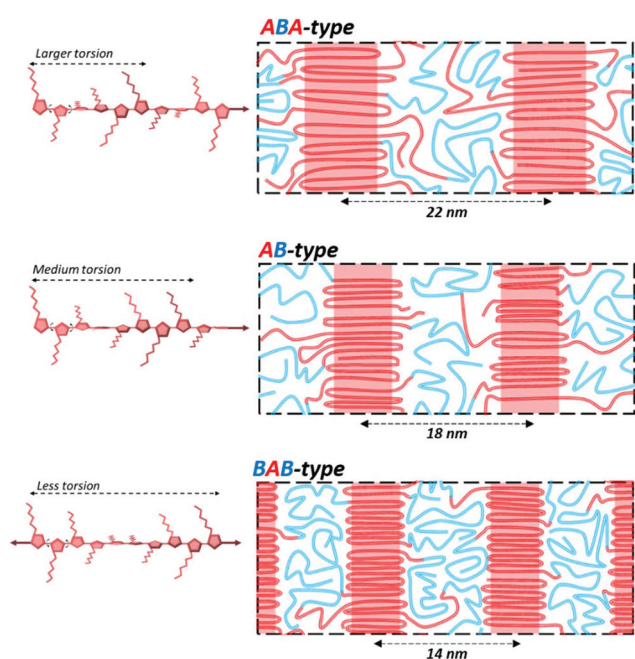 ABA-type
Larger torsion
22 nm
AB-type
Medium torsion
18 nm
BAB-type
Less torsion
14 nm